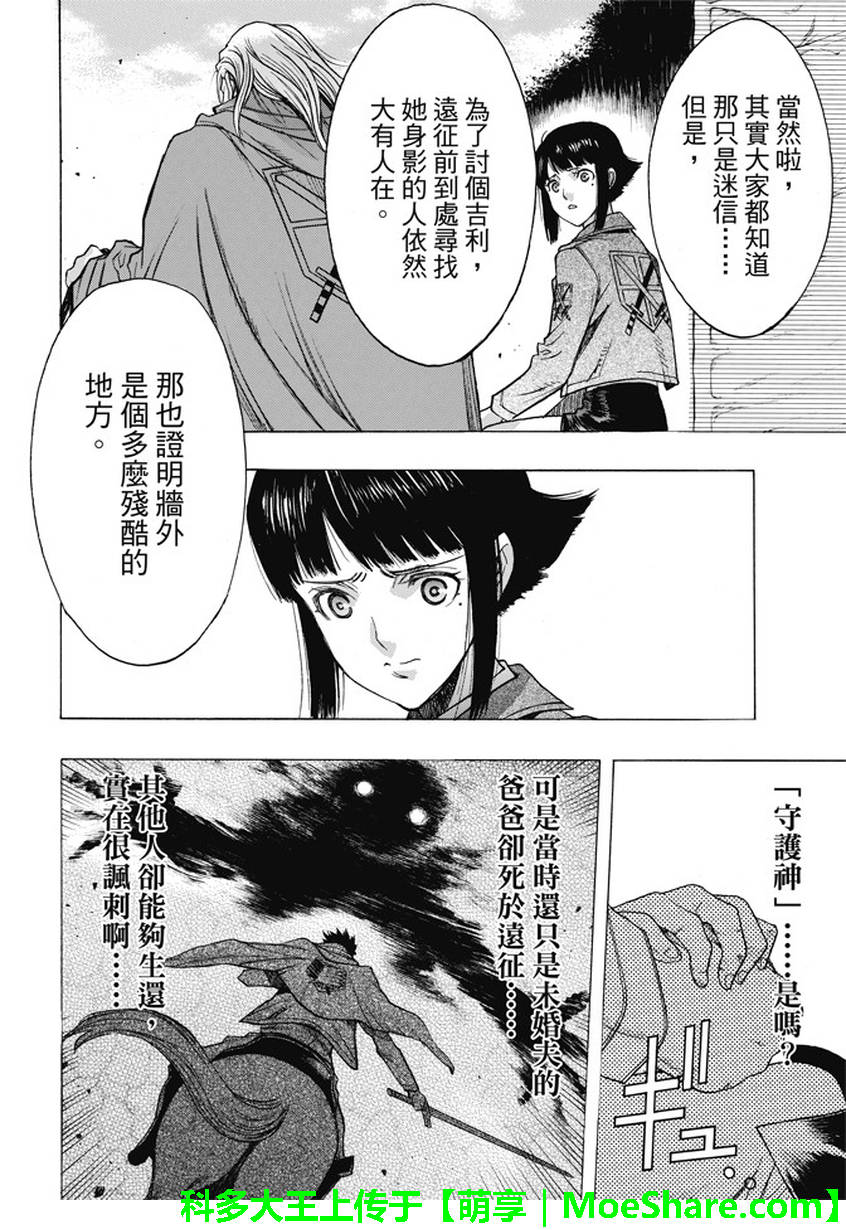 當然啦，
其實大家都知道
那只是迷信……
但是，
為了討個吉利，
遠征前到處尋找
她身影的人依然
大有人在。
那也證明牆外
是個多麼殘酷的
地方。
「守護神」……是嗎？
ギュ…
可是當時還只是未婚夫的
爸爸卻死於遠征……
其他人卻能夠生還，
實在很諷刺啊……
科多大王上传于【萌享｜MoeShare.com】